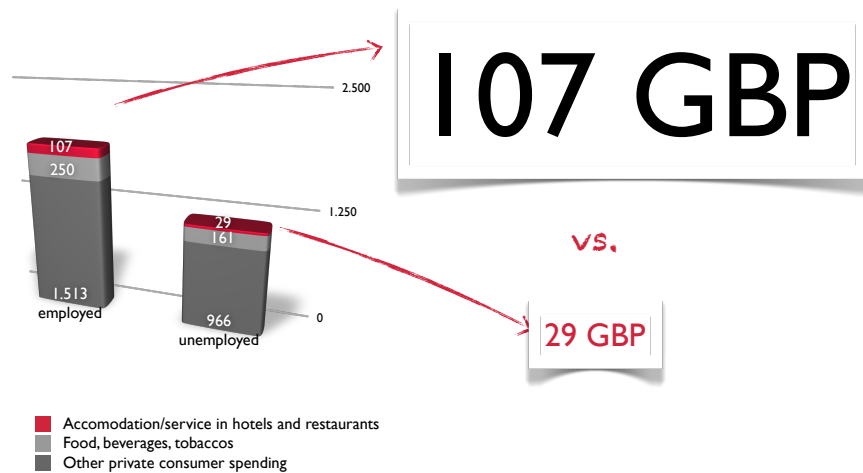 107 GBP
2.500
107
250
1.250
29
161
vs.
1.513
employed
966
unemployed
0
29 GBP
Accomodation/service in hotels and restaurants
Food, beverages, tobaccos
Other private consumer spending